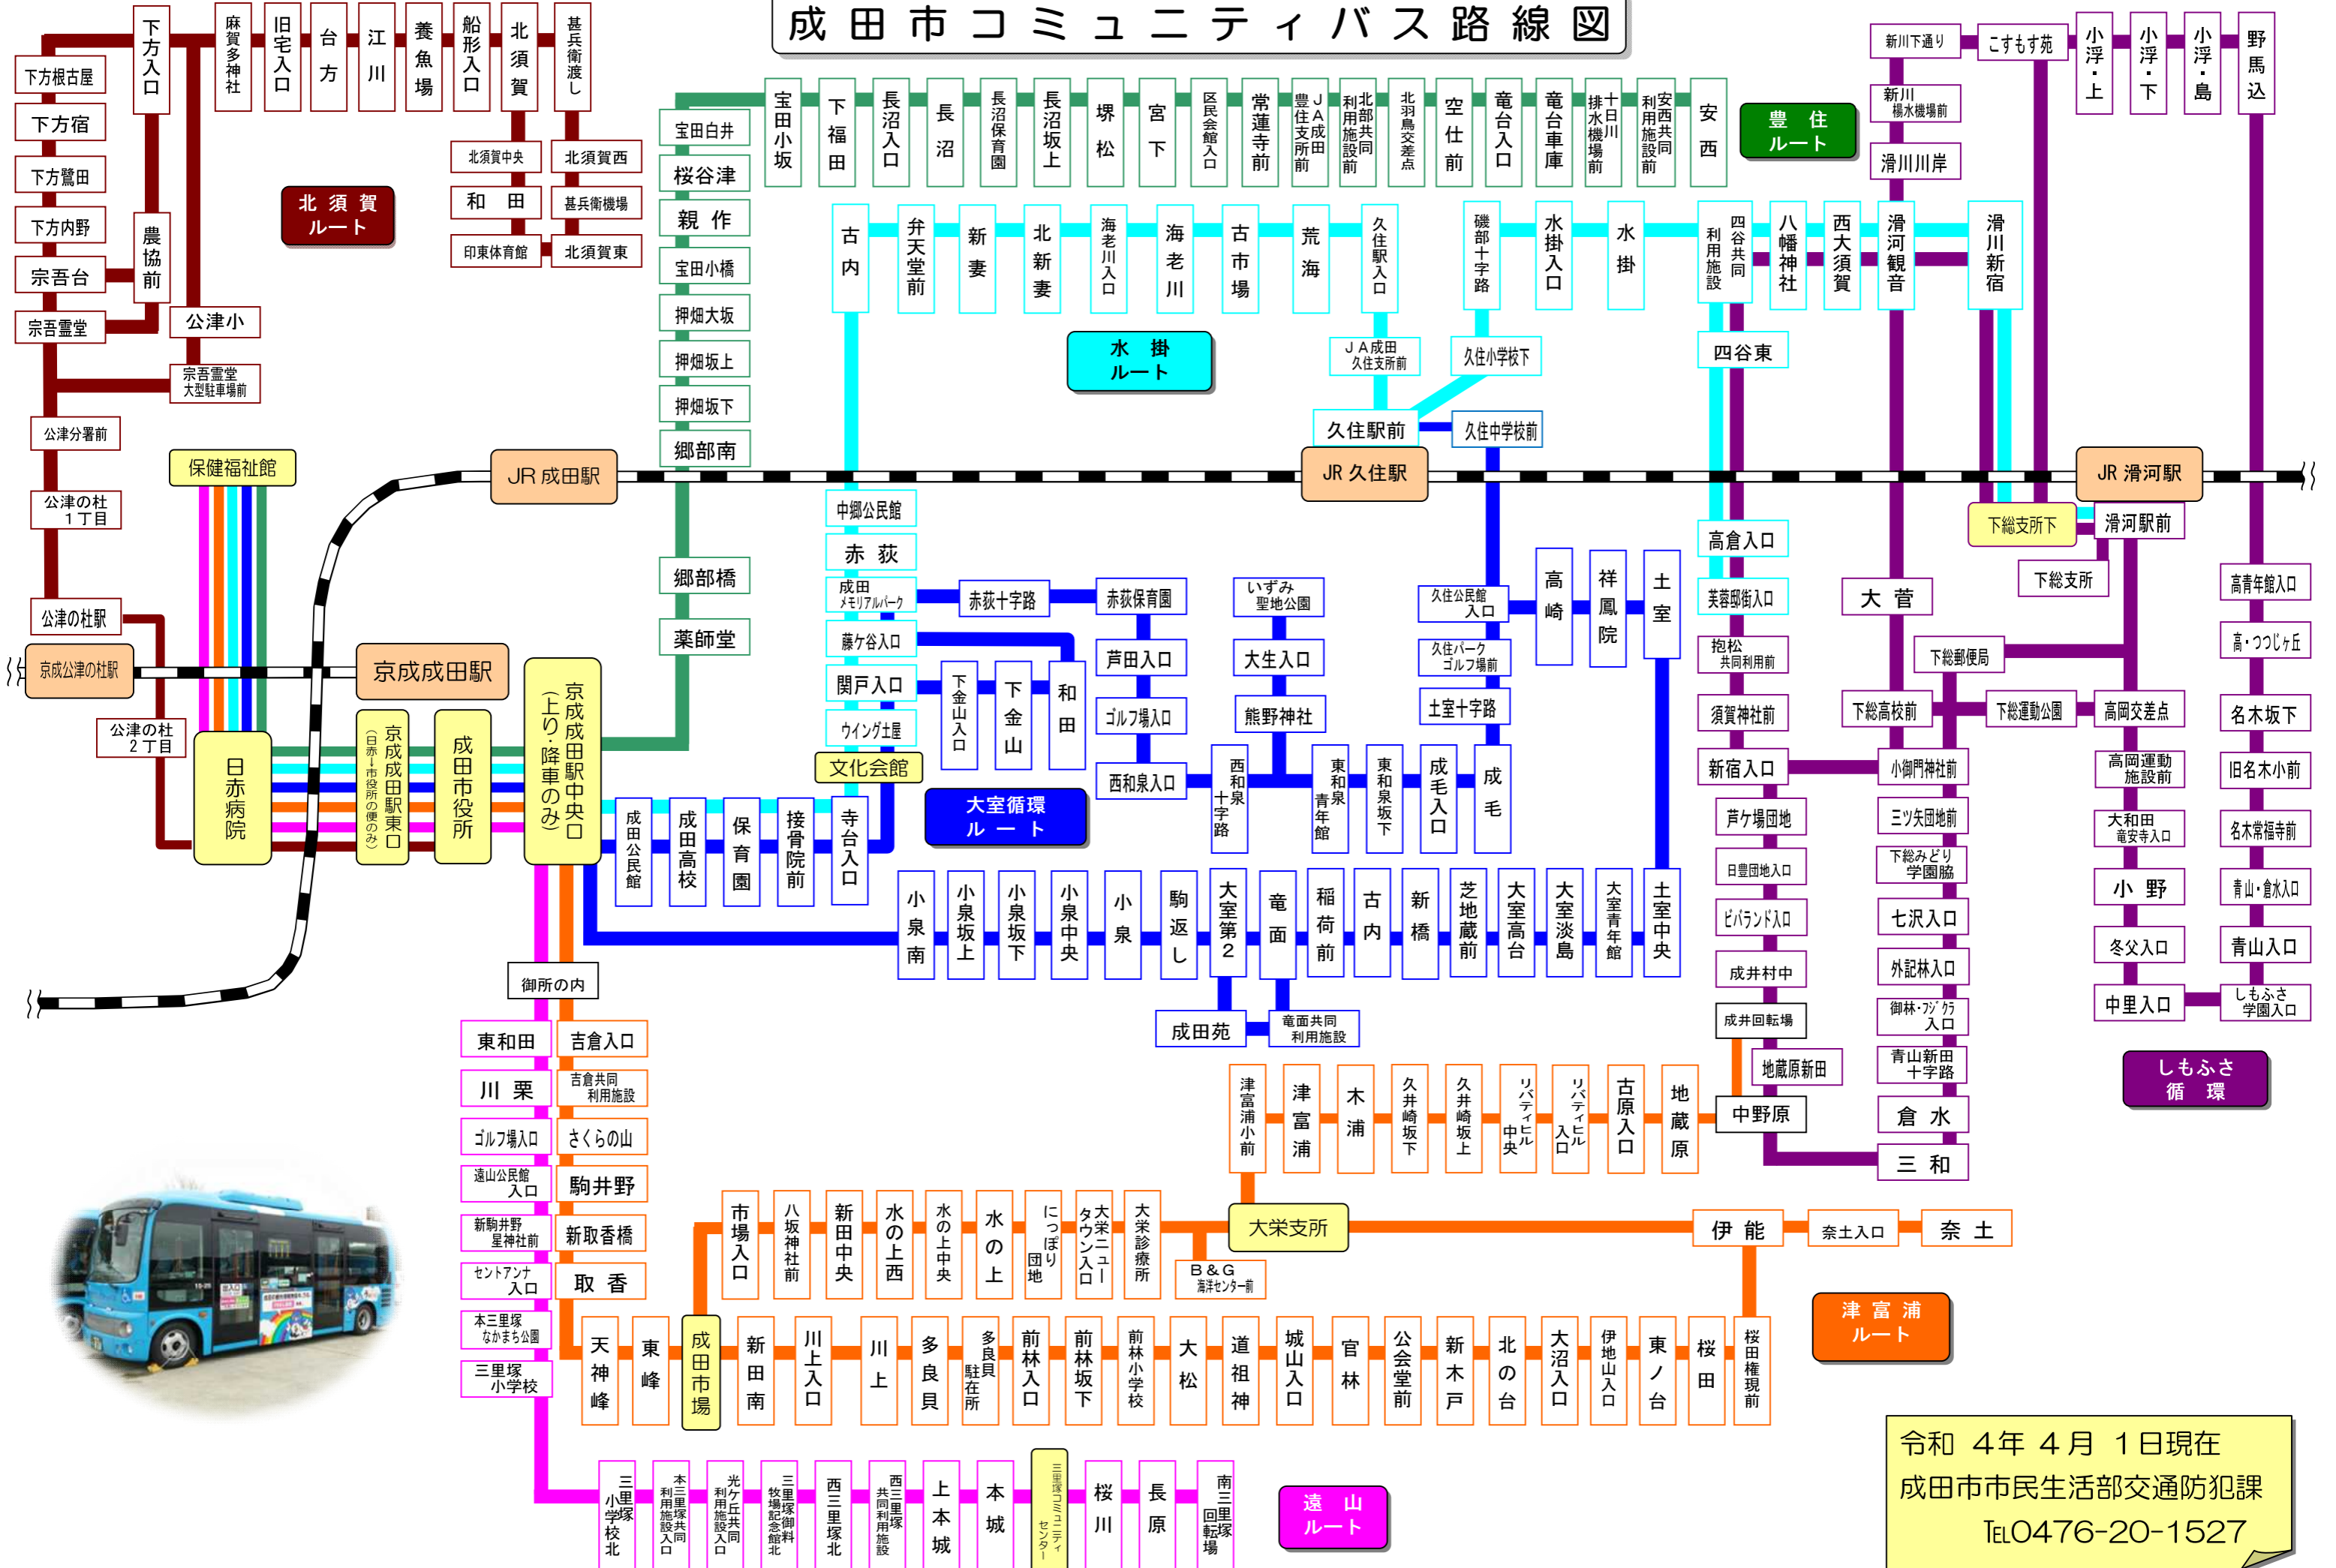 成田市コミュニティバス路線図
下方入口
麻賀多神社
旧宅入口
台方
江川
養魚場
船形入口
北須賀
甚兵衛渡し
下方根古屋
下方宿
下方鷺田
下方内野
宗吾台
宗吾霊堂
農協前
公津小
宗吾霊堂
大型駐車場前
北須賀中央
和田
印東体育館
北須賀西
甚兵衛機場
北須賀東
北須賀
ルート
公津分署前
公津の杜
1丁目
公津の杜駅
京成公津の杜駅
公津の杜
2丁目
保健福祉館
JR 成田駅
京成成田駅
日赤病院
京成成田駅東口
(日赤→市役所の便のみ)
成田市役所
京成成田駅中央口
(上り・降車のみ)
宝田白井
桜谷津
親作
宝田小橋
押畑大坂
押畑坂上
押畑坂下
郷部南
郷部橋
薬師堂
宝田小坂
下福田
長沼入口
長沼
長沼保育園
長沼坂上
堺松
宮下
区民会館入口
常蓮寺前
JA成田
豊住支所前
北部共同
利用施設前
北羽鳥交差点
空仕前
竜台入口
竜台車庫
十日川
排水機場前
安西共同
利用施設前
安西
豊住
ルート
古内
弁天堂前
新妻
北新妻
海老川入口
海老川
古市場
荒海
久住駅入口
JA成田
久住支所前
久住駅前
久住小学校下
磯部十字路
水掛入口
水掛
四谷共同
利用施設
八幡神社
西大須賀
滑河観音
滑川新宿
四谷東
水掛
ルート
久住中学校前
JR 久住駅
中郷公民館
赤荻
成田
メモリアルパーク
藤ケ谷入口
関戸入口
ウイング土屋
文化会館
赤荻十字路
赤荻保育園
芦田入口
ゴルフ場入口
西和泉入口
下金山入口
下金山
和田
いずみ
聖地公園
大生入口
熊野神社
西和泉
十字路
東和泉
青年館
東和泉坂下
成毛入口
成毛
久住公民館
入口
久住パーク
ゴルフ場前
土室十字路
高崎
祥鳳院
土室
大室循環
ルート
成田公民館
成田高校
保育園
接骨院前
寺台入口
小泉南
小泉坂上
小泉坂下
小泉中央
小泉
駒返し
大室第2
竜面
稲荷前
古内
新橋
芝地蔵前
大室高台
大室淡島
大室青年館
土室中央
成田苑
竜面共同
利用施設
新川下通り
こすもす苑
小浮・上
小浮・下
小浮・島
野馬込
新川
楊水機場前
滑川川岸
JR 滑河駅
下総支所下
滑河駅前
下総支所
高倉入口
芙蓉邸街入口
抱松
共同利用前
須賀神社前
新宿入口
大菅
下総郵便局
下総高校前
下総運動公園
高岡交差点
小御門神社前
高岡運動
施設前
大和田
竜安寺入口
小野
冬父入口
中里入口
高青年館入口
高・つつじヶ丘
名木坂下
旧名木小前
名木常福寺前
青山・倉水入口
青山入口
しもふさ
学園入口
芦ケ場団地
日豊団地入口
ビバランド入口
成井村中
成井回転場
地蔵原新田
中野原
三ツ矢団地前
下総みどり
学園脇
七沢入口
外記林入口
御林・フジクラ
入口
青山新田
十字路
倉水
三和
しもふさ
循環
御所の内
東和田
川栗
ゴルフ場入口
遠山公民館
入口
新駒井野
星神社前
セントアンナ
入口
本三里塚
なかまち公園
三里塚
小学校
吉倉入口
吉倉共同
利用施設
さくらの山
駒井野
新取香橋
取香
津富浦小前
津富浦
木浦
久井崎坂下
久井崎坂上
リバティヒル
中央
リバティヒル
入口
古原入口
地蔵原
市場入口
八坂神社前
新田中央
水の上西
水の上中央
水の上
にっぽり
団地
大栄ニュー
タウン入口
大栄診療所
B&G
海洋センター前
大栄支所
伊能
奈土入口
奈土
天神峰
東峰
成田市場
新田南
川上入口
川上
多良貝
多良貝
駐在所
前林入口
前林坂下
前林小学校
大松
道祖神
城山入口
官林
公会堂前
新木戸
北の台
大沼入口
伊地山入口
東ノ台
桜田
桜田権現前
津富浦
ルート
三里塚
小学校北
本三里塚共同
利用施設入口
光ケ丘共同
利用施設入口
三里塚御料
牧場記念館北
西三里塚北
西三里塚
共同利用施設
上本城
本城
三里塚コミュニティ
センター
桜川
長原
南三里塚
回転場
遠山
ルート
令和 4年 4月 1日現在
成田市市民生活部交通防犯課
℡0476-20-1527